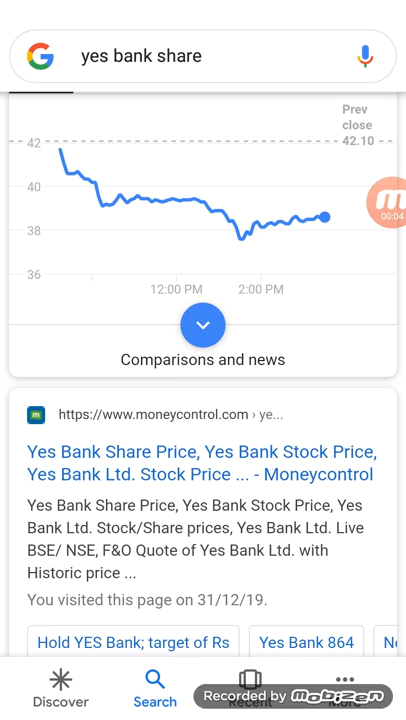 yes bank share
Prev
close
42.10
42
40
38
36
12:00 PM 2:00 PM
00:04
Comparisons and news
https://www.moneycontrol.com › ye...
Yes Bank Share Price, Yes Bank Stock Price,
Yes Bank Ltd. Stock Price ... - Moneycontrol
Yes Bank Share Price, Yes Bank Stock Price, Yes
Bank Ltd. Stock/Share prices, Yes Bank Ltd. Live
BSE/ NSE, F&O Quote of Yes Bank Ltd. with
Historic price ...
You visited this page on 31/12/19.
Hold YES Bank; target of Rs
Yes Bank 864
Discover
Search
Recent
More
Recorded by Mobizen